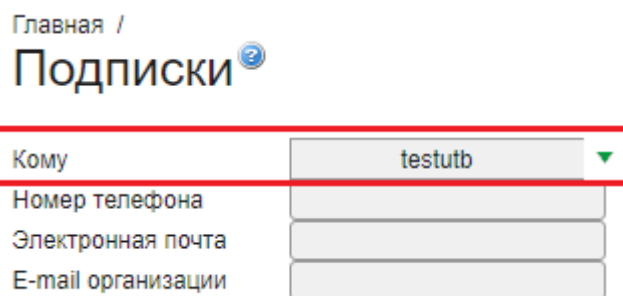 Главная /
Подписки
Кому testutb
Номер телефона
Электронная почта
E-mail организации